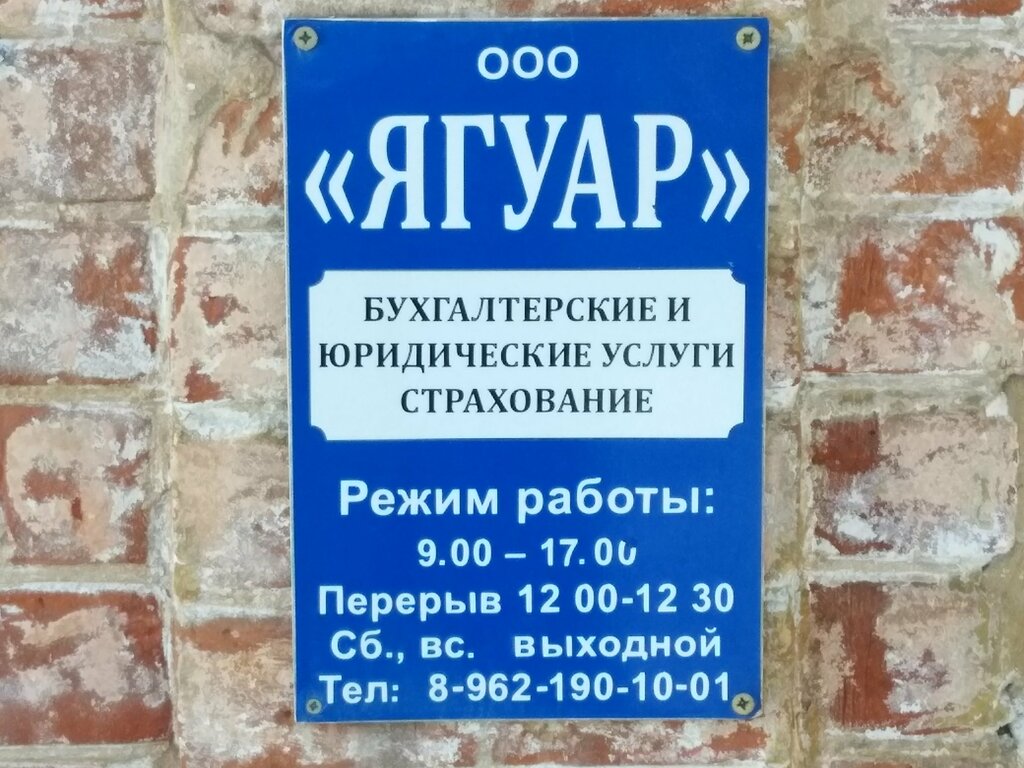 ООО
«ЯГУАР»
БУХГАЛТЕРСКИЕ И
ЮРИДИЧЕСКИЕ УСЛУГИ
СТРАХОВАНИЕ
Режим работы:
9.00 – 17.00
Перерыв 12 00-12 30
Сб., вс. выходной
Тел: 8-962-190-10-01